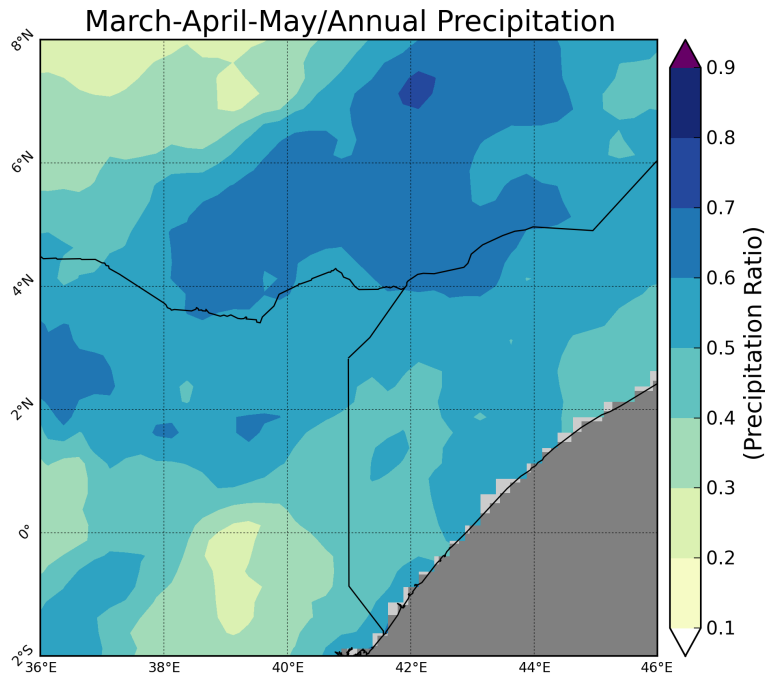 March-April-May/Annual Precipitation
8°N
6°N
4°N
2°N
0°
2°S
36°E
38°E
40°E
42°E
44°E
46°E
0.9
0.8
0.7
0.6
0.5
0.4
0.3
0.2
0.1
(Precipitation Ratio)